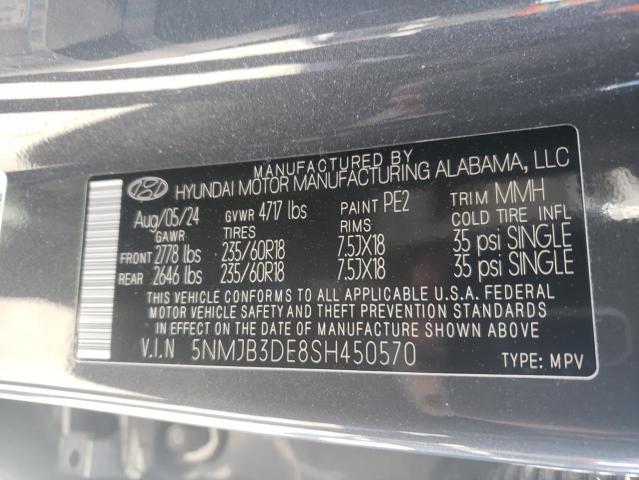 MANUFACTURED BY
HYUNDAI MOTOR MANUFACTURING ALABAMA, LLC
Aug/05/24 GVWR 4717 lbs PAINT PE2 TRIM MMH
GAWR TIRES RIMS COLD TIRE INFL
FRONT 2778 lbs 235/60R18 7.5JX18 35 psi SINGLE
REAR 2646 lbs 235/60R18 7.5JX18 35 psi SINGLE
THIS VEHICLE CONFORMS TO ALL APPLICABLE U.S.A. FEDERAL
MOTOR VEHICLE SAFETY AND THEFT PREVENTION STANDARDS
IN EFFECT ON THE DATE OF MANUFACTURE SHOWN ABOVE.
V.I.N 5NMJB3DE8SH450570 TYPE: MPV